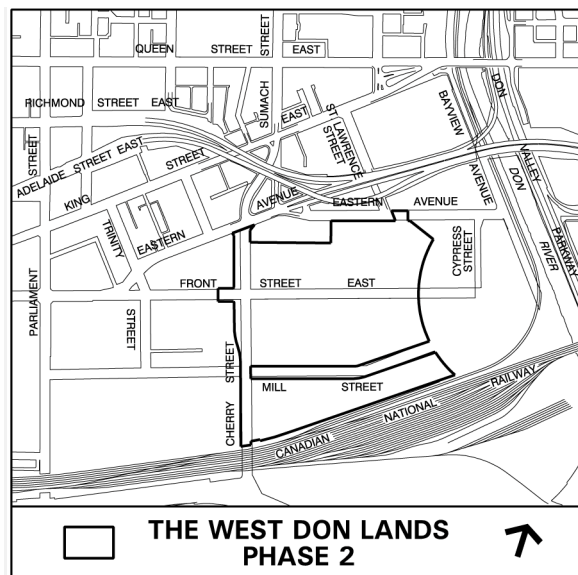 QUEEN STREET EAST
STREET
SUMACH
RICHMOND STREET EAST
EAST
ST LAWRENCE
STREET
BAYVIEW
AVENUE
DON
VALLEY
PARKWAY
DON
RIVER
STREET
PARLIAMENT
ADELAIDE STREET EAST
KING STREET
EASTERN AVENUE
EASTERN AVENUE
TRINITY
STREET
CYPRESS
STREET
FRONT STREET EAST
STREET
CHERRY
MILL STREET
CANADIAN NATIONAL RAILWAY
THE WEST DON LANDS
PHASE 2